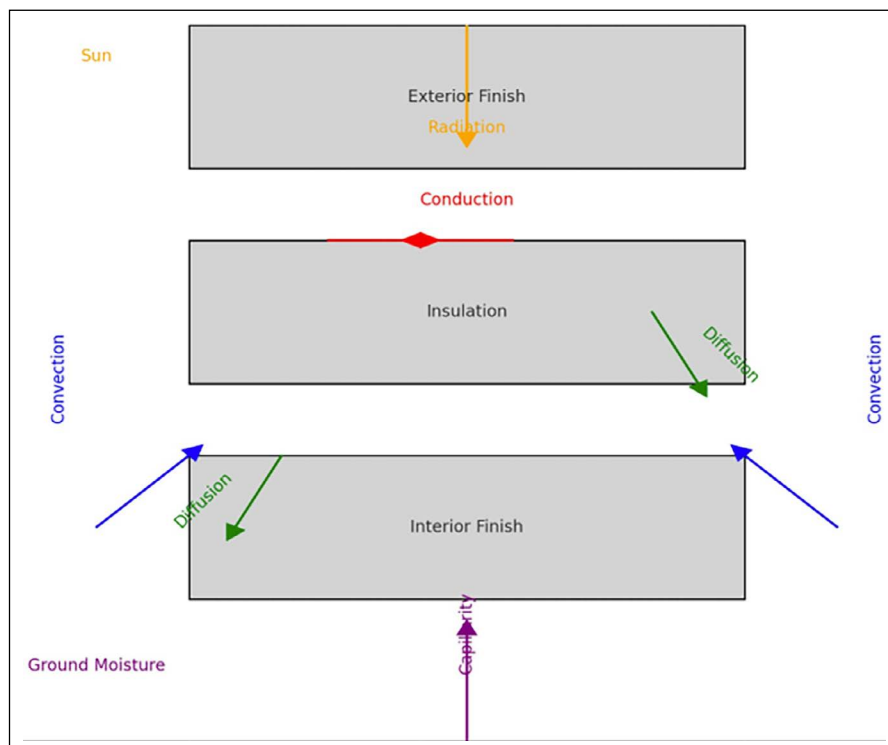 Sun
Exterior Finish
Radiation
Conduction
Insulation
Diffusion
Convection
Convection
Diffusion
Interior Finish
Capillarity
Ground Moisture